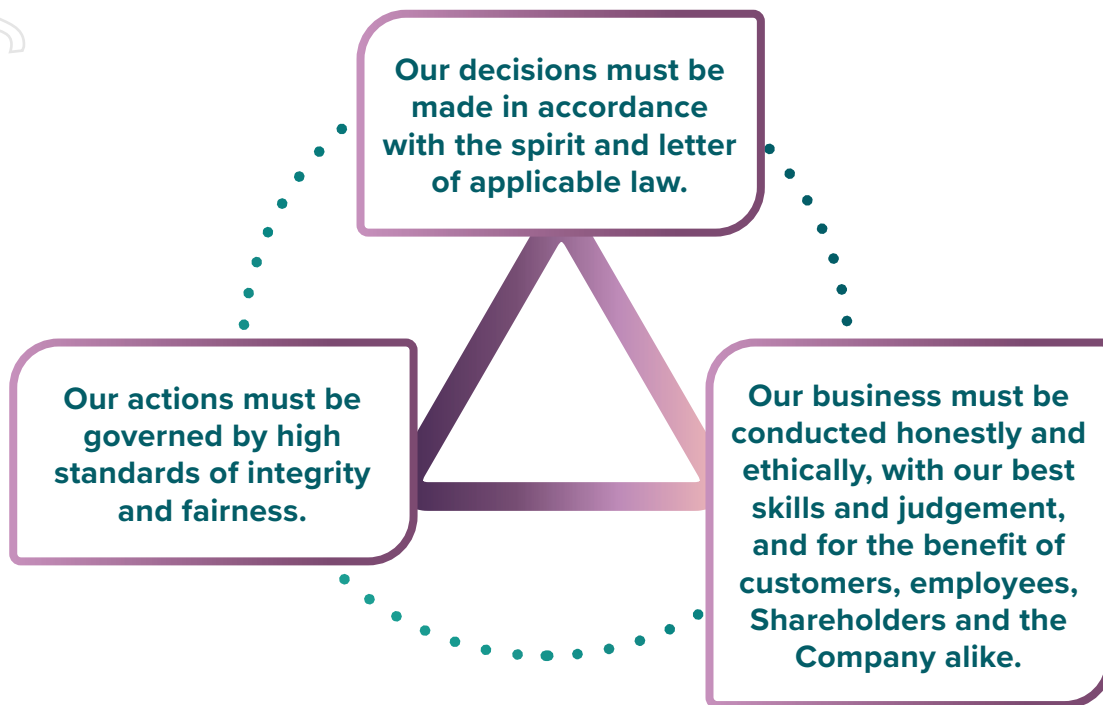 Our decisions must be
made in accordance
with the spirit and letter
of applicable law.
Our actions must be
governed by high
standards of integrity
and fairness.
Our business must be
conducted honestly and
ethically, with our best
skills and judgement,
and for the benefit of
customers, employees,
Shareholders and the
Company alike.